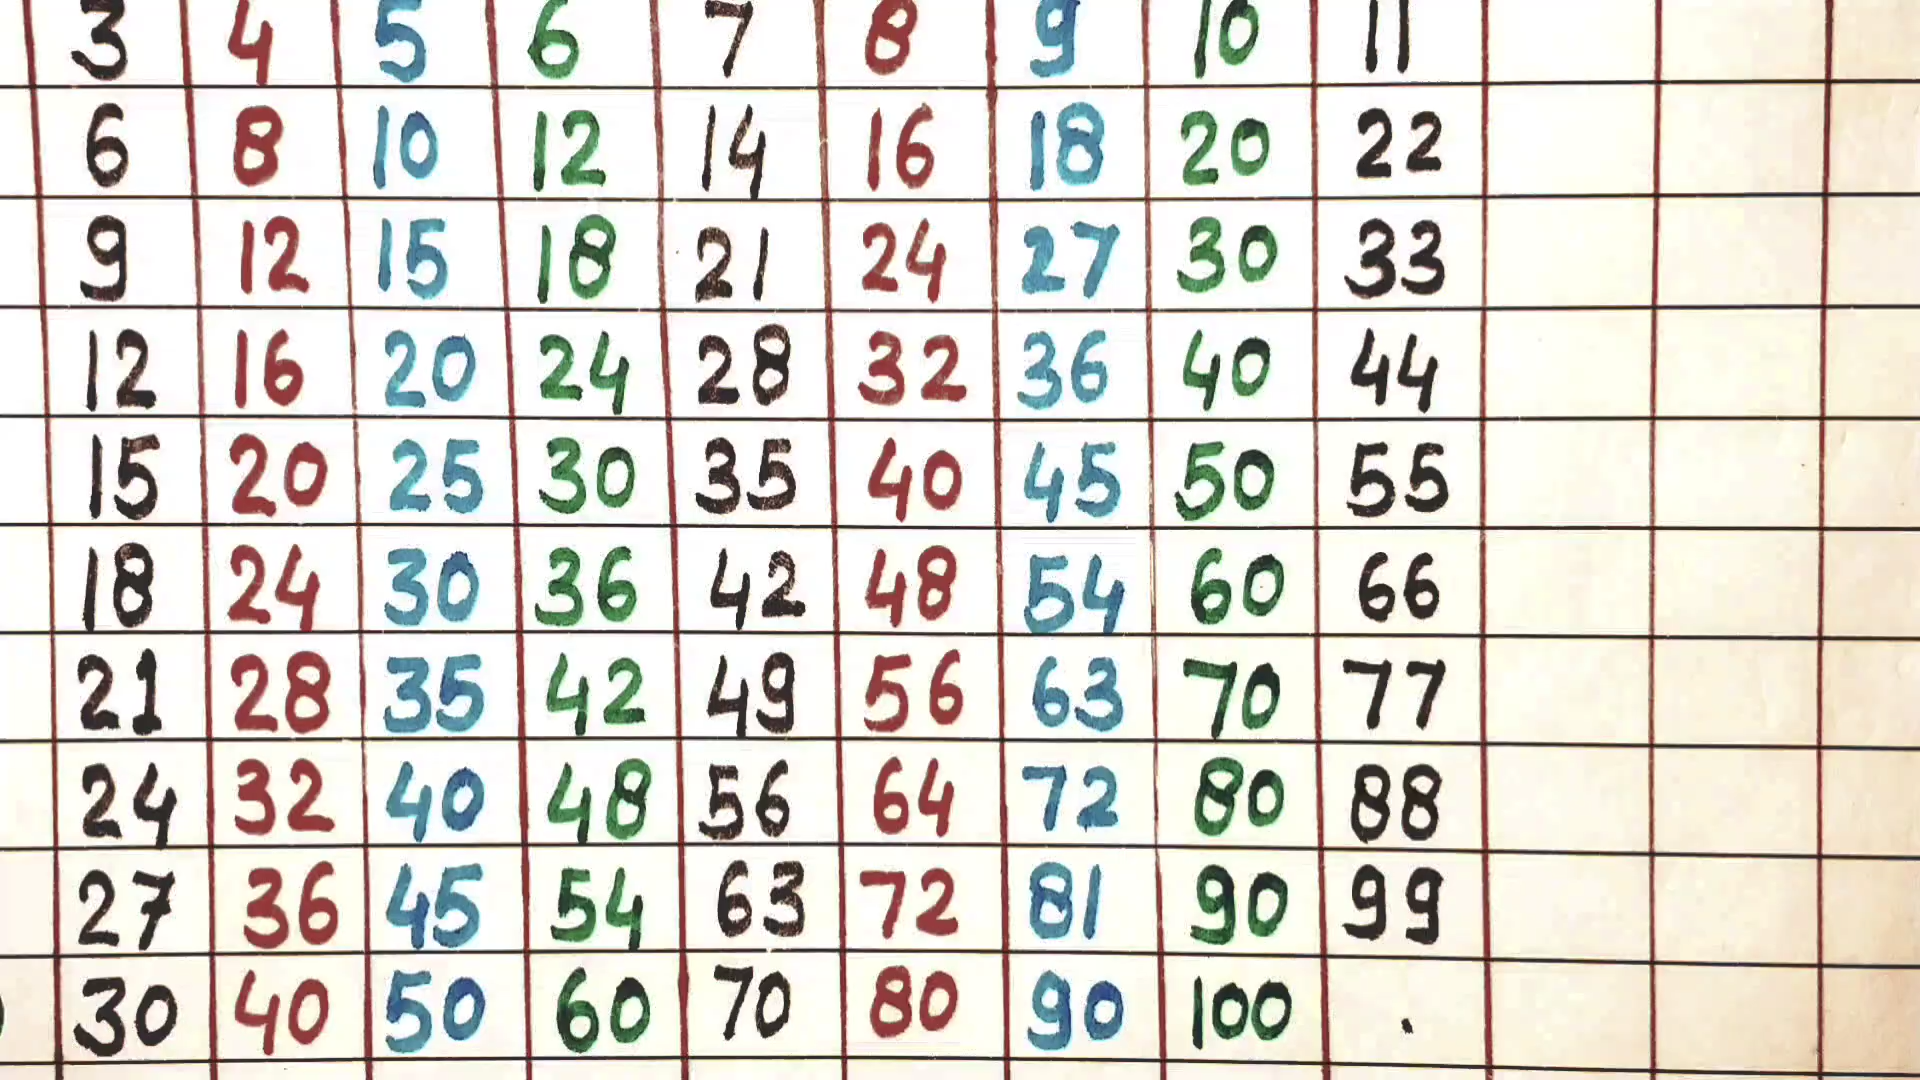 3 4 5 6 7 8 9 10 11
6 8 10 12 14 16 18 20 22
9 12 15 18 21 24 27 30 33
12 16 20 24 28 32 36 40 44
15 20 25 30 35 40 45 50 55
18 24 30 36 42 48 54 60 66
21 28 35 42 49 56 63 70 77
24 32 40 48 56 64 72 80 88
27 36 45 54 63 72 81 90 99
30 40 50 60 70 80 90 100 .